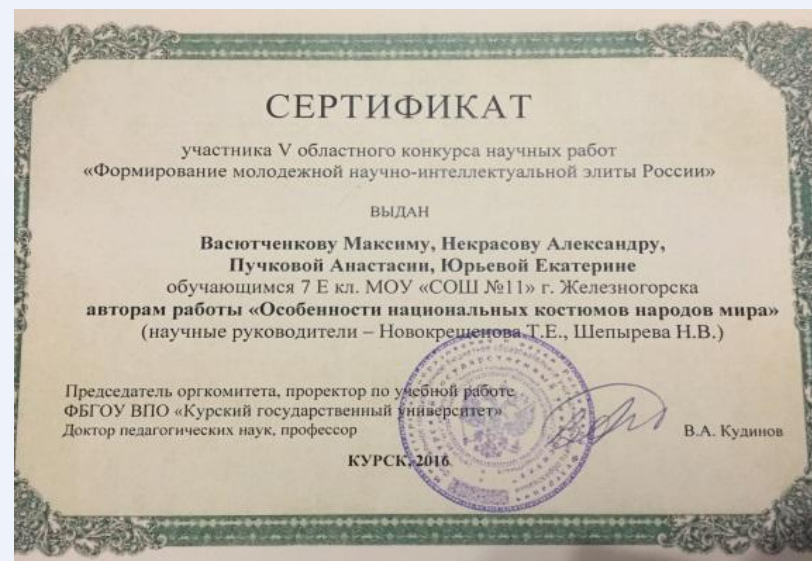 СЕРТИФИКАТ
участника V областного конкурса научных работ
«Формирование молодежной научно-интеллектуальной элиты России»
ВЫДАН
Васютченкову Максиму, Некрасову Александру,
Пучковой Анастасии, Юрьевой Екатерине
обучающимся 7 Е кл. МОУ «СОШ №11» г. Железногорска
авторам работы «Особенности национальных костюмов народов мира»
(научные руководители – Новокрещенова Т.Е., Шепырева Н.В.)
Председатель оргкомитета, проректор по учебной работе
ФБГОУ ВПО «Курский государственный университет»
Доктор педагогических наук, профессор
В.А. Кудинов
КУРСК, 2016